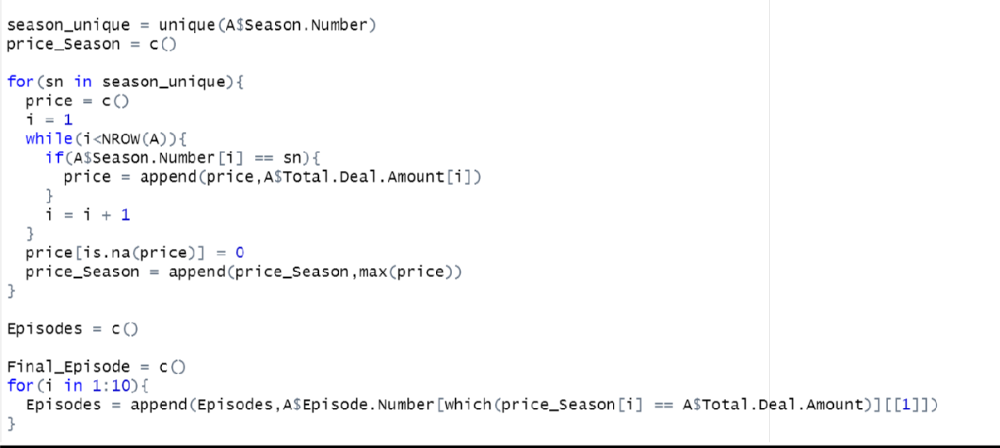 season_unique = unique(A$Season.Number)
price_Season = c()
for(sn in season_unique){
  price = c()
  i = 1
  while(i<NROW(A)){
    if(A$Season.Number[i] == sn){
      price = append(price,A$Total.Deal.Amount[i])
    }
    i = i + 1
  }
  price[is.na(price)] = 0
  price_Season = append(price_Season,max(price))
}
Episodes = c()
Final_Episode = c()
for(i in 1:10){
  Episodes = append(Episodes,A$Episode.Number[which(price_Season[i] == A$Total.Deal.Amount)][[1]])
}